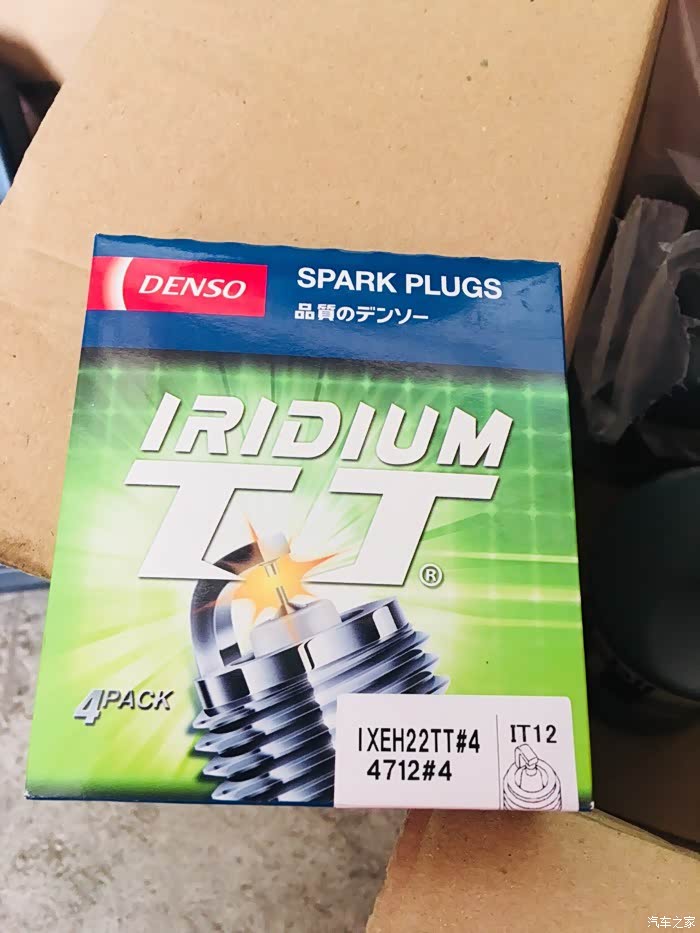 DENSO
SPARK PLUGS
品質のデンソー
IRIDIUM
TT®
4PACK
IXEH22TT#4
4712#4
IT12
汽车之家